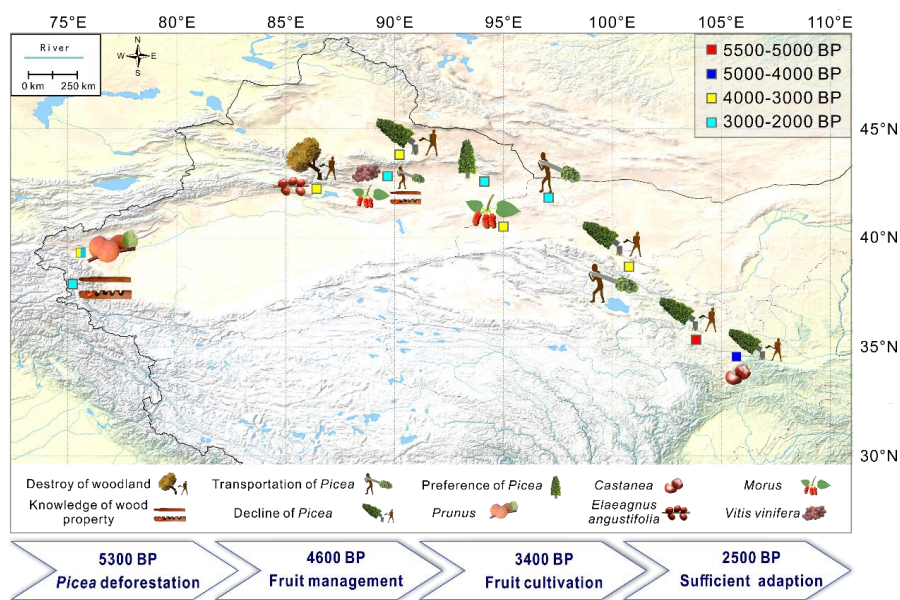 75°E 80°E 85°E 90°E 95°E 100°E 105°E 110°E
River
0 km 250 km
N
W E
S
5500-5000 BP
5000-4000 BP
4000-3000 BP
3000-2000 BP
45°N
40°N
35°N
30°N
Destroy of woodland Transportation of Picea Preference of Picea Castanea Morus
Knowledge of wood
property
Decline of Picea Prunus Elaeagnus
angustifolia
Vitis vinifera
5300 BP
Picea deforestation
4600 BP
Fruit management
3400 BP
Fruit cultivation
2500 BP
Sufficient adaption